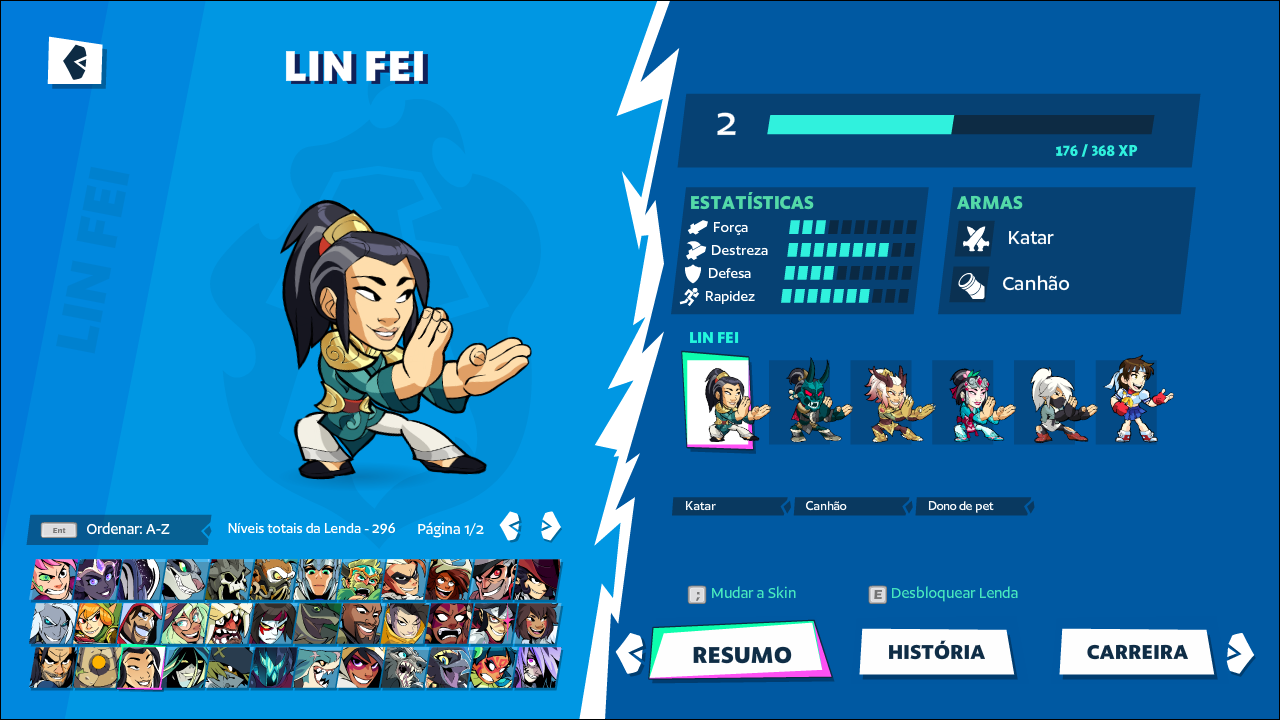 LIN FEI
LIN FEI
2
176 / 368 XP
ESTATÍSTICAS
Força
Destreza
Defesa
Rapidez
ARMAS
Katar
Canhão
LIN FEI
Katar
Canhão
Dono de pet
Ent
Ordenar: A-Z
Níveis totais da Lenda - 296
Página 1/2
; Mudar a Skin
E Desbloquear Lenda
RESUMO
HISTÓRIA
CARREIRA